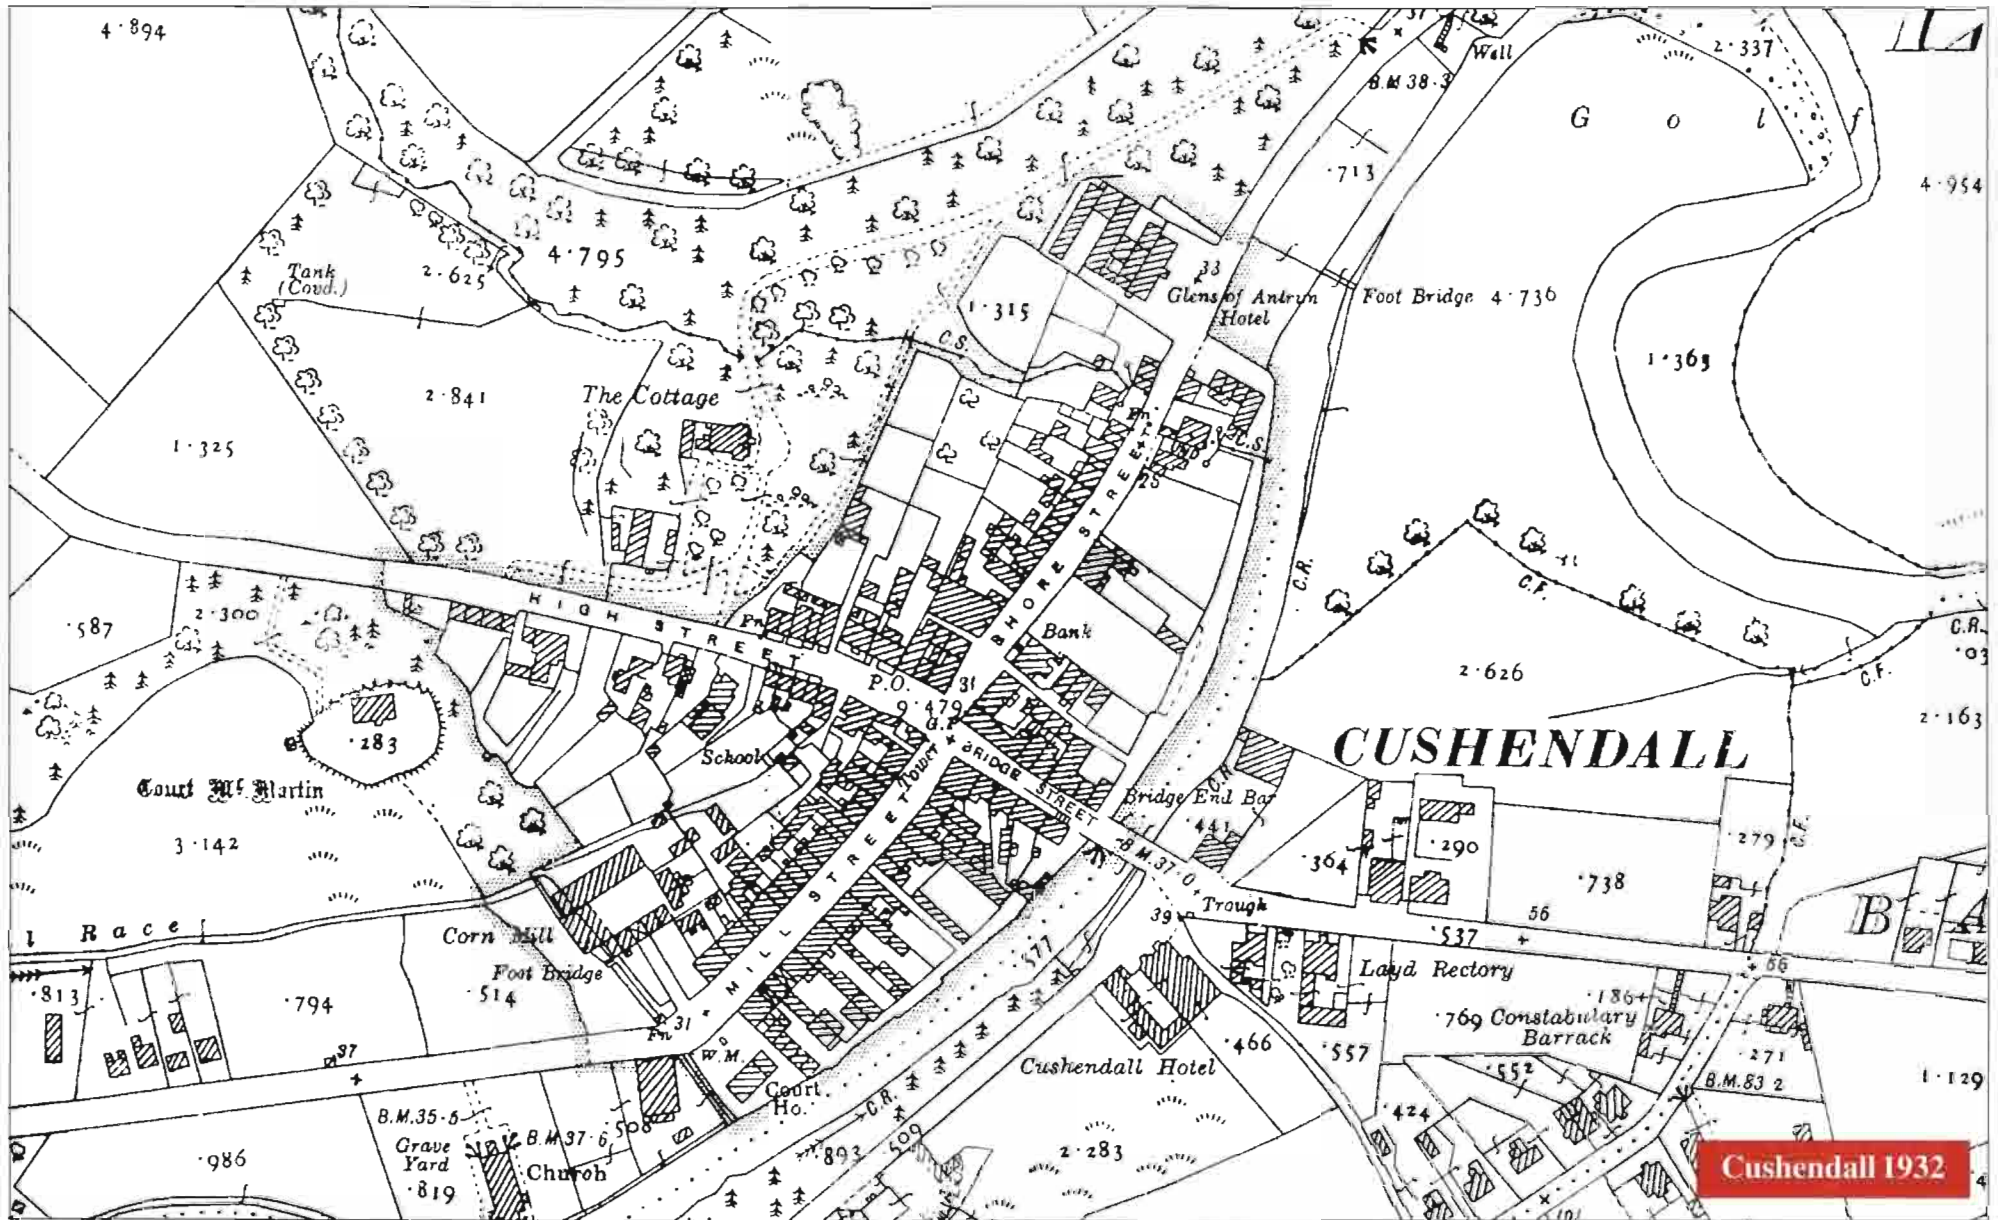 4·894
2·337
Well
B.M 38·3
G o l f
·713
4·954
4·795
Tank
(Covd.)
2·625
33
Glens of Antrim
Hotel
Foot Bridge 4·736
1·315
C.S.
1·363
2·841
The Cottage
Fn
C.S.
1·325
25
SHORE STREET
C.R.
C.F.
HIGH STREET
·587
2·300
Fn
Bank
C.R.
C.F.
2·626
P.O.
31
9·479
G.P.
2·163
·283
School
Tower
BRIDGE STREET
CUSHENDALL
Court Mc. Martin
3·142
C.R.
Bridge End Bar
·441
·364
·290
·279
C.F.
·738
B.M.37·0
Trough
39
56
·537
B A
l Race
Corn Mill
MILL STREET
·577
Layd Rectory
66
Foot Bridge
·514
·813
·794
·186
·769 Constabulary
Barrack
·466
·557
·271
37
Fn
31
W.M.
Court
Ho.
Cushendall Hotel
·552
B.M.83 2
1·129
·424
C.R.
B.M.35·5
Grave
Yard
·819
B.M.37·6
508
Church
·986
·893
·509
2·283
Cushendall 1932